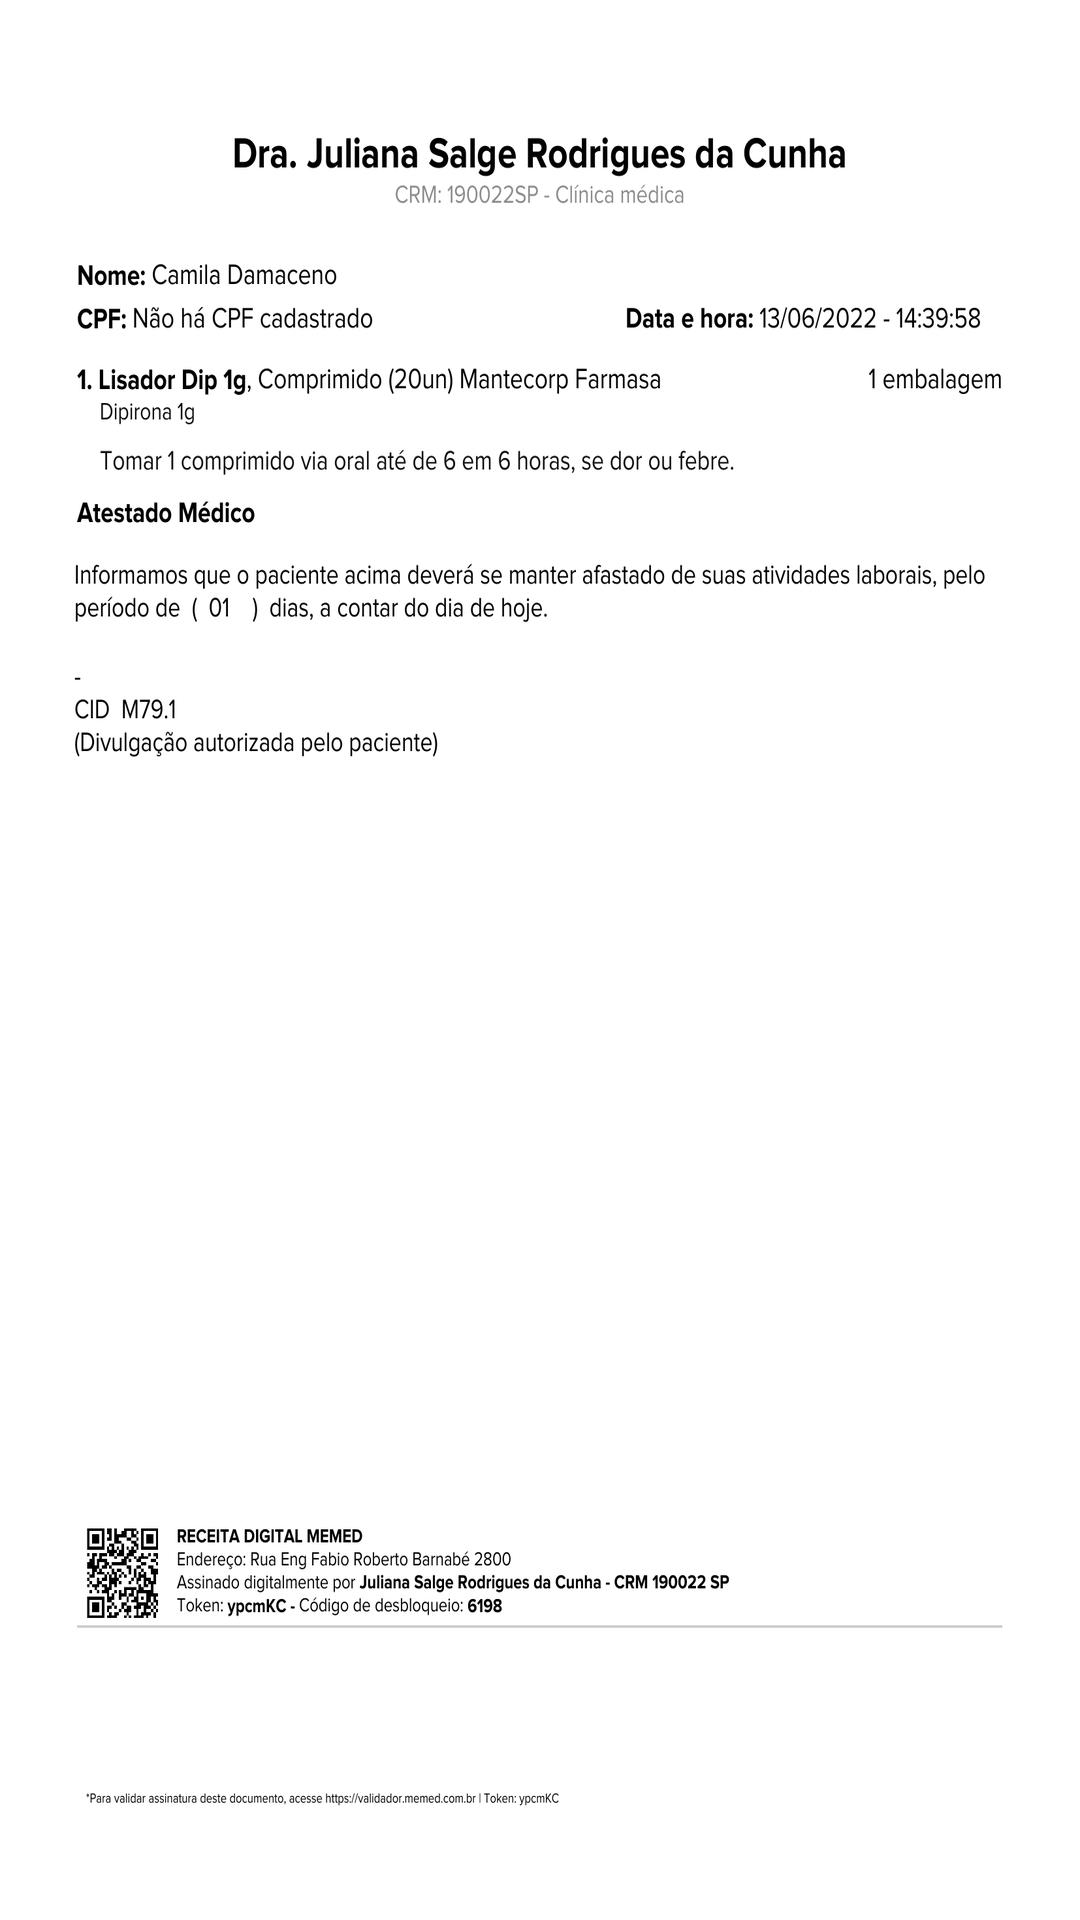 Dra. Juliana Salge Rodrigues da Cunha
CRM: 190022SP - Clínica médica
Nome: Camila Damaceno
CPF: Não há CPF cadastrado
Data e hora: 13/06/2022 - 14:39:58
1. Lisador Dip 1g, Comprimido (20un) Mantecorp Farmasa
1 embalagem
Dipirona 1g
Tomar 1 comprimido via oral até de 6 em 6 horas, se dor ou febre.
Atestado Médico
Informamos que o paciente acima deverá se manter afastado de suas atividades laborais, pelo
período de ( 01 ) dias, a contar do dia de hoje.
-
CID M79.1
(Divulgação autorizada pelo paciente)
RECEITA DIGITAL MEMED
Endereço: Rua Eng Fabio Roberto Barnabé 2800
Assinado digitalmente por Juliana Salge Rodrigues da Cunha - CRM 190022 SP
Token: ypcmKC - Código de desbloqueio: 6198
*Para validar assinatura deste documento, acesse https://validador.memed.com.br | Token: ypcmKC